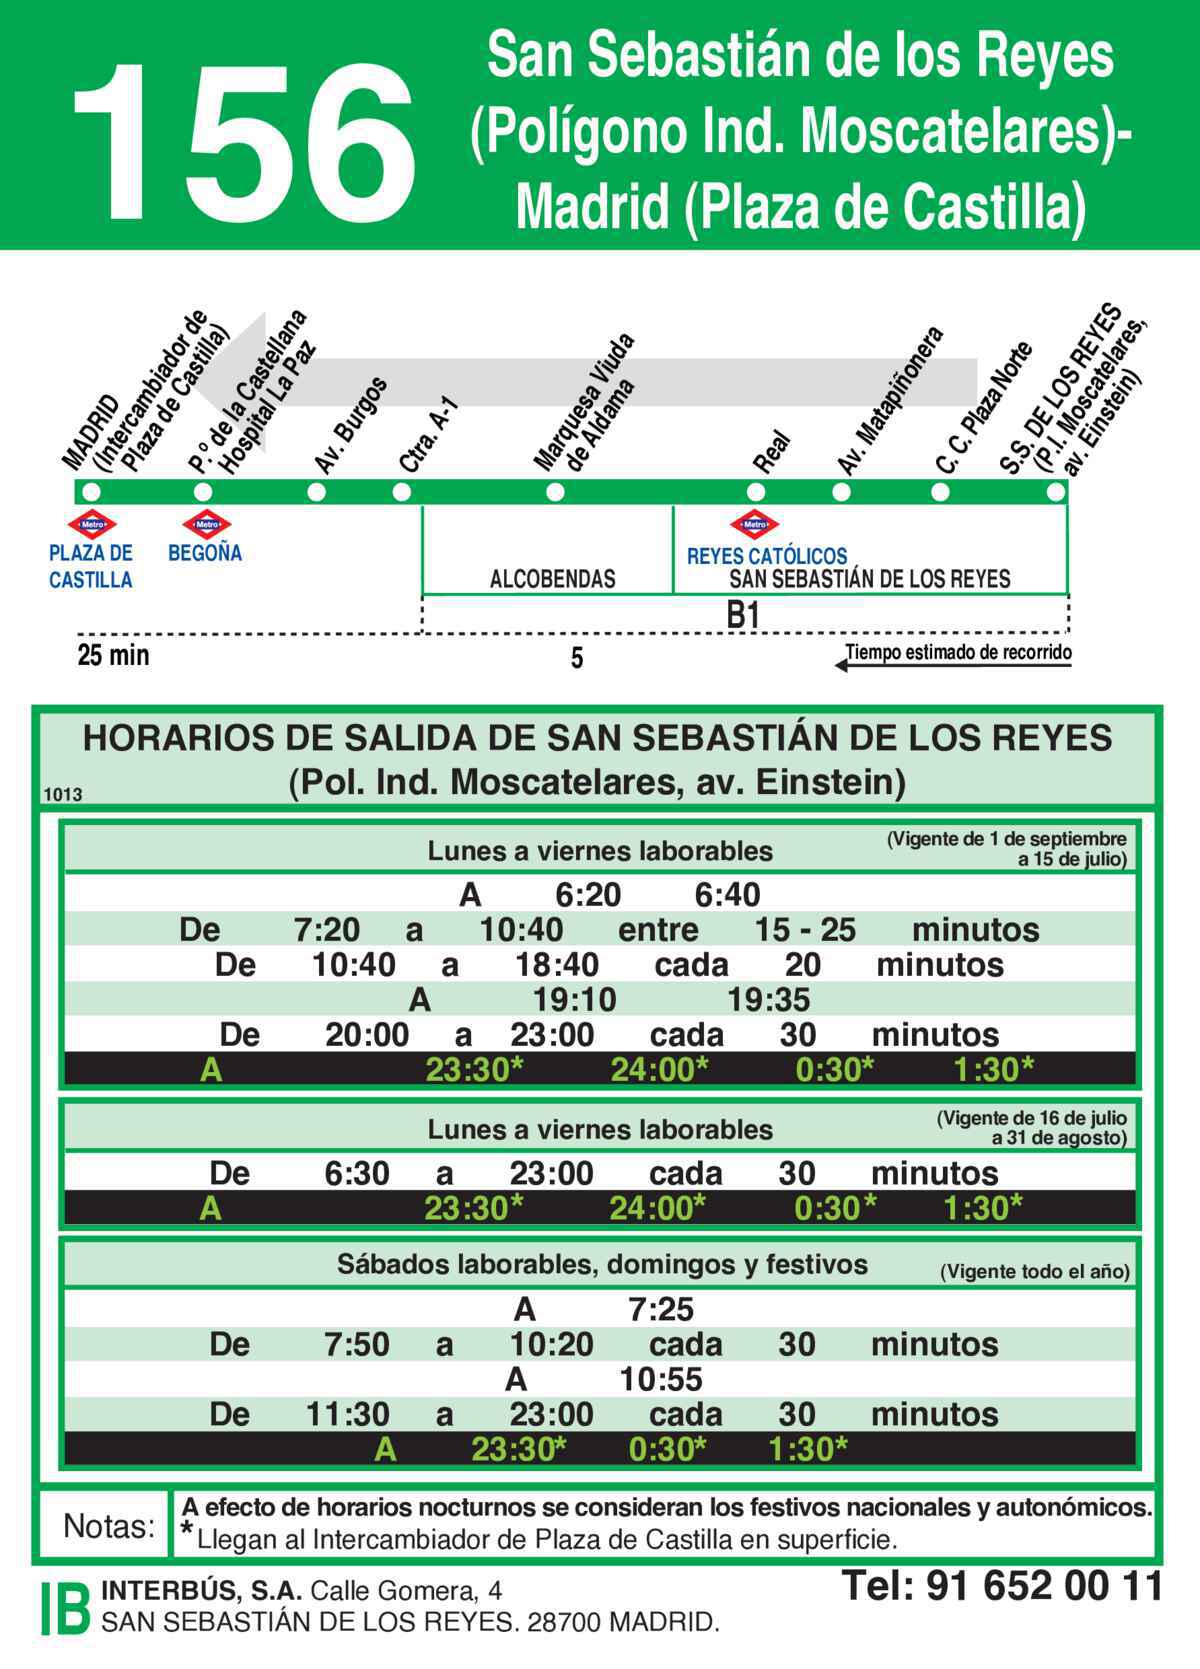 156
San Sebastián de los Reyes
(Polígono Ind. Moscatelares)-
Madrid (Plaza de Castilla)
MADRID
(Intercambiador de
Plaza de Castilla)
P.º de la Castellana
Hospital La Paz
Av. Burgos
Ctra. A-1
Marquesa Viuda
de Aldama
Real
Av. Matapiñonera
C. C. Plaza Norte
S.S. DE LOS REYES
(P.I. Moscatelares,
av. Einstein)
Metro
Metro
Metro
PLAZA DE
CASTILLA
BEGOÑA
REYES CATÓLICOS
ALCOBENDAS
SAN SEBASTIÁN DE LOS REYES
B1
25 min
5
Tiempo estimado de recorrido
HORARIOS DE SALIDA DE SAN SEBASTIÁN DE LOS REYES
(Pol. Ind. Moscatelares, av. Einstein)
1013
Lunes a viernes laborables
(Vigente de 1 de septiembre
a 15 de julio)
A 6:20 6:40
De 7:20 a 10:40 entre 15 - 25 minutos
De 10:40 a 18:40 cada 20 minutos
A 19:10 19:35
De 20:00 a 23:00 cada 30 minutos
A 23:30* 24:00* 0:30* 1:30*
Lunes a viernes laborables
(Vigente de 16 de julio
a 31 de agosto)
De 6:30 a 23:00 cada 30 minutos
A 23:30* 24:00* 0:30* 1:30*
Sábados laborables, domingos y festivos
(Vigente todo el año)
A 7:25
De 7:50 a 10:20 cada 30 minutos
A 10:55
De 11:30 a 23:00 cada 30 minutos
A 23:30* 0:30* 1:30*
Notas:
A efecto de horarios nocturnos se consideran los festivos nacionales y autonómicos.
* Llegan al Intercambiador de Plaza de Castilla en superficie.
IB
INTERBÚS, S.A. Calle Gomera, 4
SAN SEBASTIÁN DE LOS REYES. 28700 MADRID.
Tel: 91 652 00 11